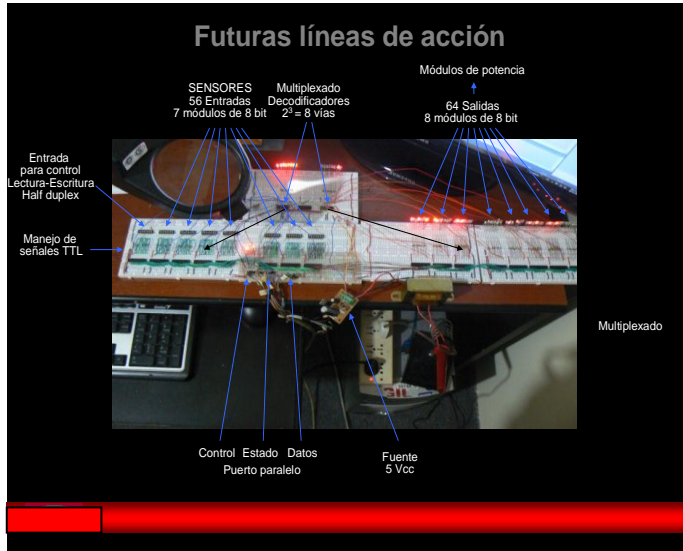 Futuras líneas de acción
Módulos de potencia
SENSORES
56 Entradas
7 módulos de 8 bit
Multiplexado
Decodificadores
2³ = 8 vías
64 Salidas
8 módulos de 8 bit
Entrada
para control
Lectura-Escritura
Half duplex
Manejo de
señales TTL
Multiplexado
Control Estado Datos
Puerto paralelo
Fuente
5 Vcc